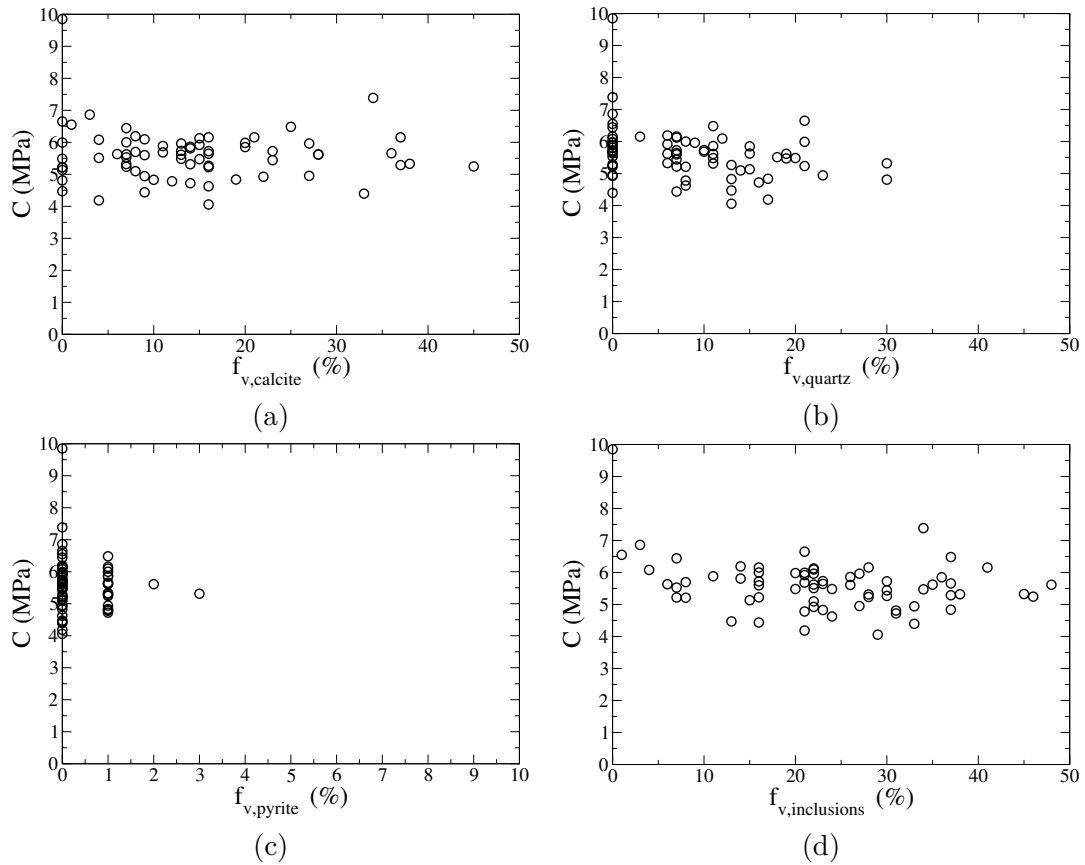 10
9
8
7
6
5
4
3
2
1
0
C (MPa)
0 10 20 30 40 50
f_{v,calcite} (%)
(a)
10
9
8
7
6
5
4
3
2
1
0
C (MPa)
0 10 20 30 40 50
f_{v,quartz} (%)
(b)
10
9
8
7
6
5
4
3
2
1
0
C (MPa)
0 1 2 3 4 5 6 7 8 9 10
f_{v,pyrite} (%)
(c)
10
9
8
7
6
5
4
3
2
1
0
C (MPa)
0 10 20 30 40 50
f_{v,inclusions} (%)
(d)